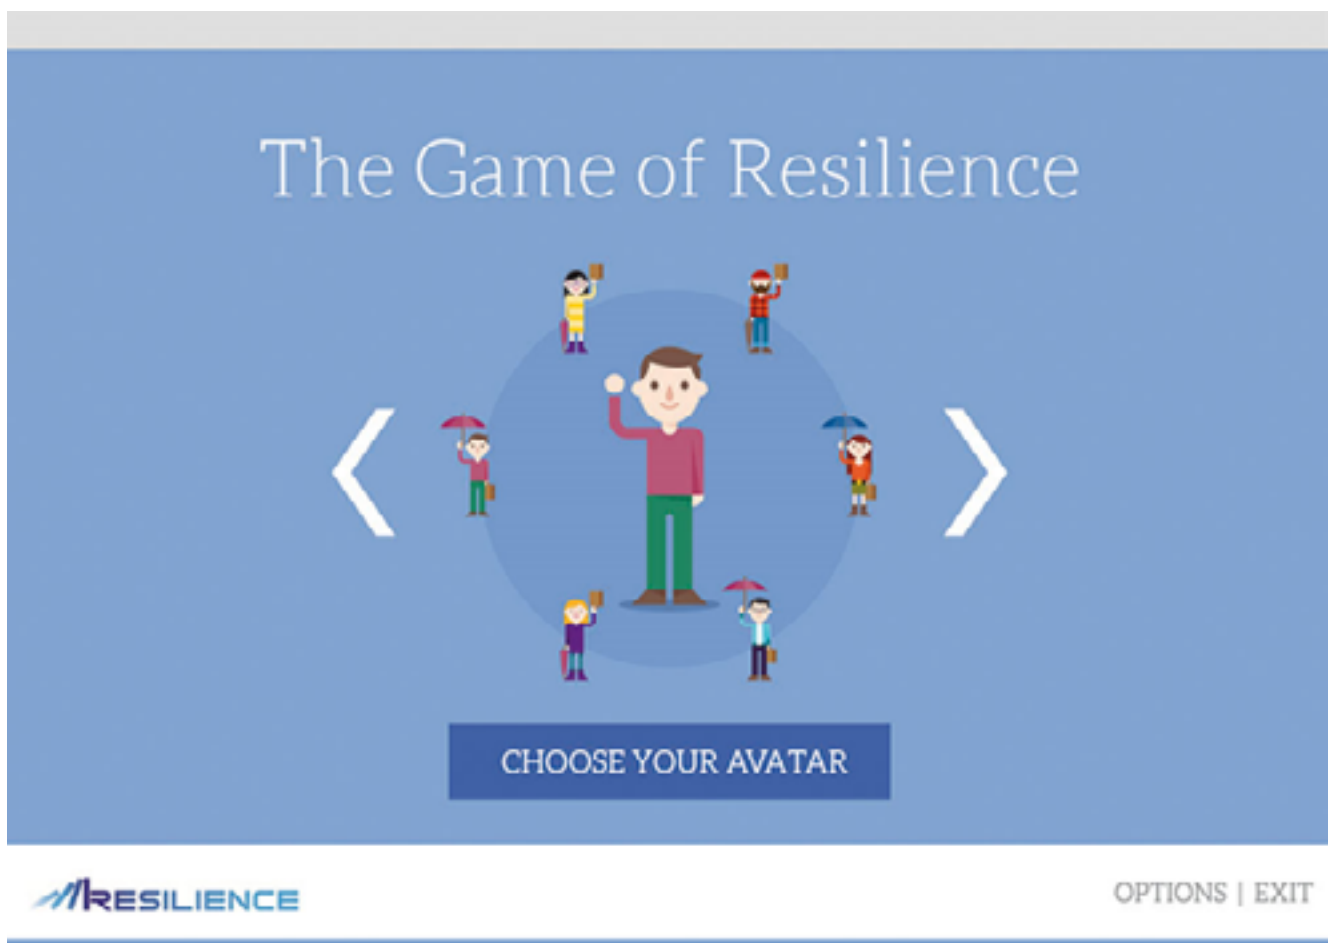 The Game of Resilience
CHOOSE YOUR AVATAR
RESILIENCE
OPTIONS | EXIT